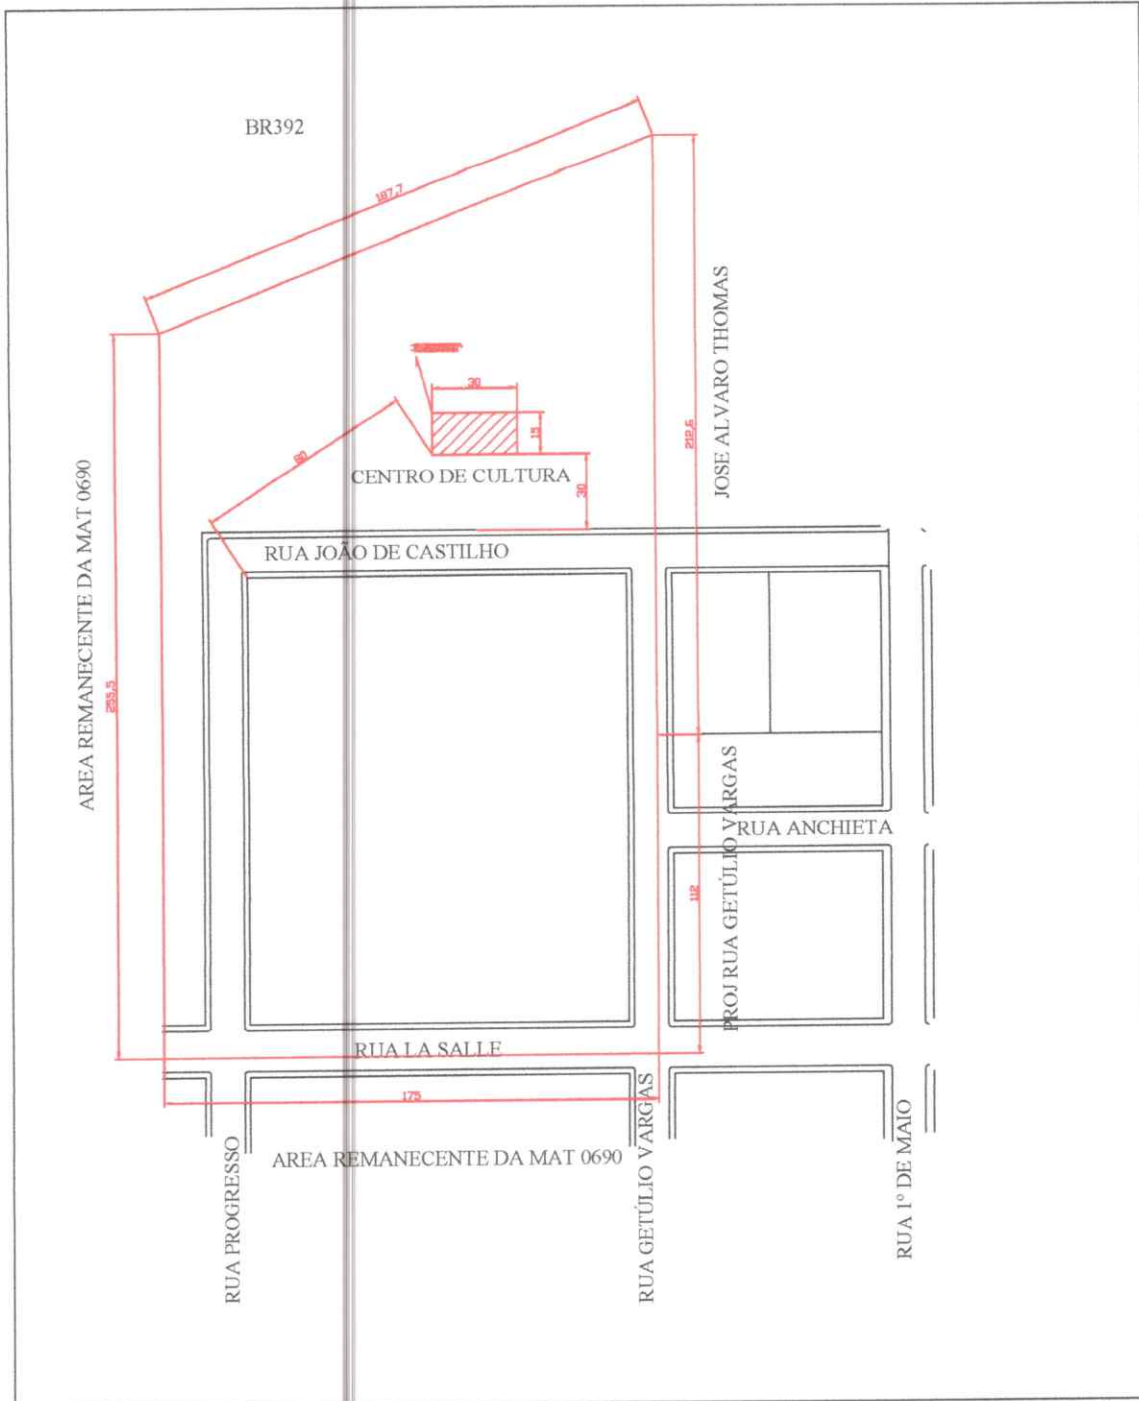 BR392
187,7
JOSE ALVARO THOMAS
212,6
30
15
80
CENTRO DE CULTURA
30
AREA REMANECENTE DA MAT 0690
255,5
RUA JOÃO DE CASTILHO
PROJ RUA GETÚLIO VARGAS
RUA ANCHIETA
112
RUA LA SALLE
175
AREA REMANECENTE DA MAT 0690
RUA PROGRESSO
RUA GETÚLIO VARGAS
RUA 1º DE MAIO